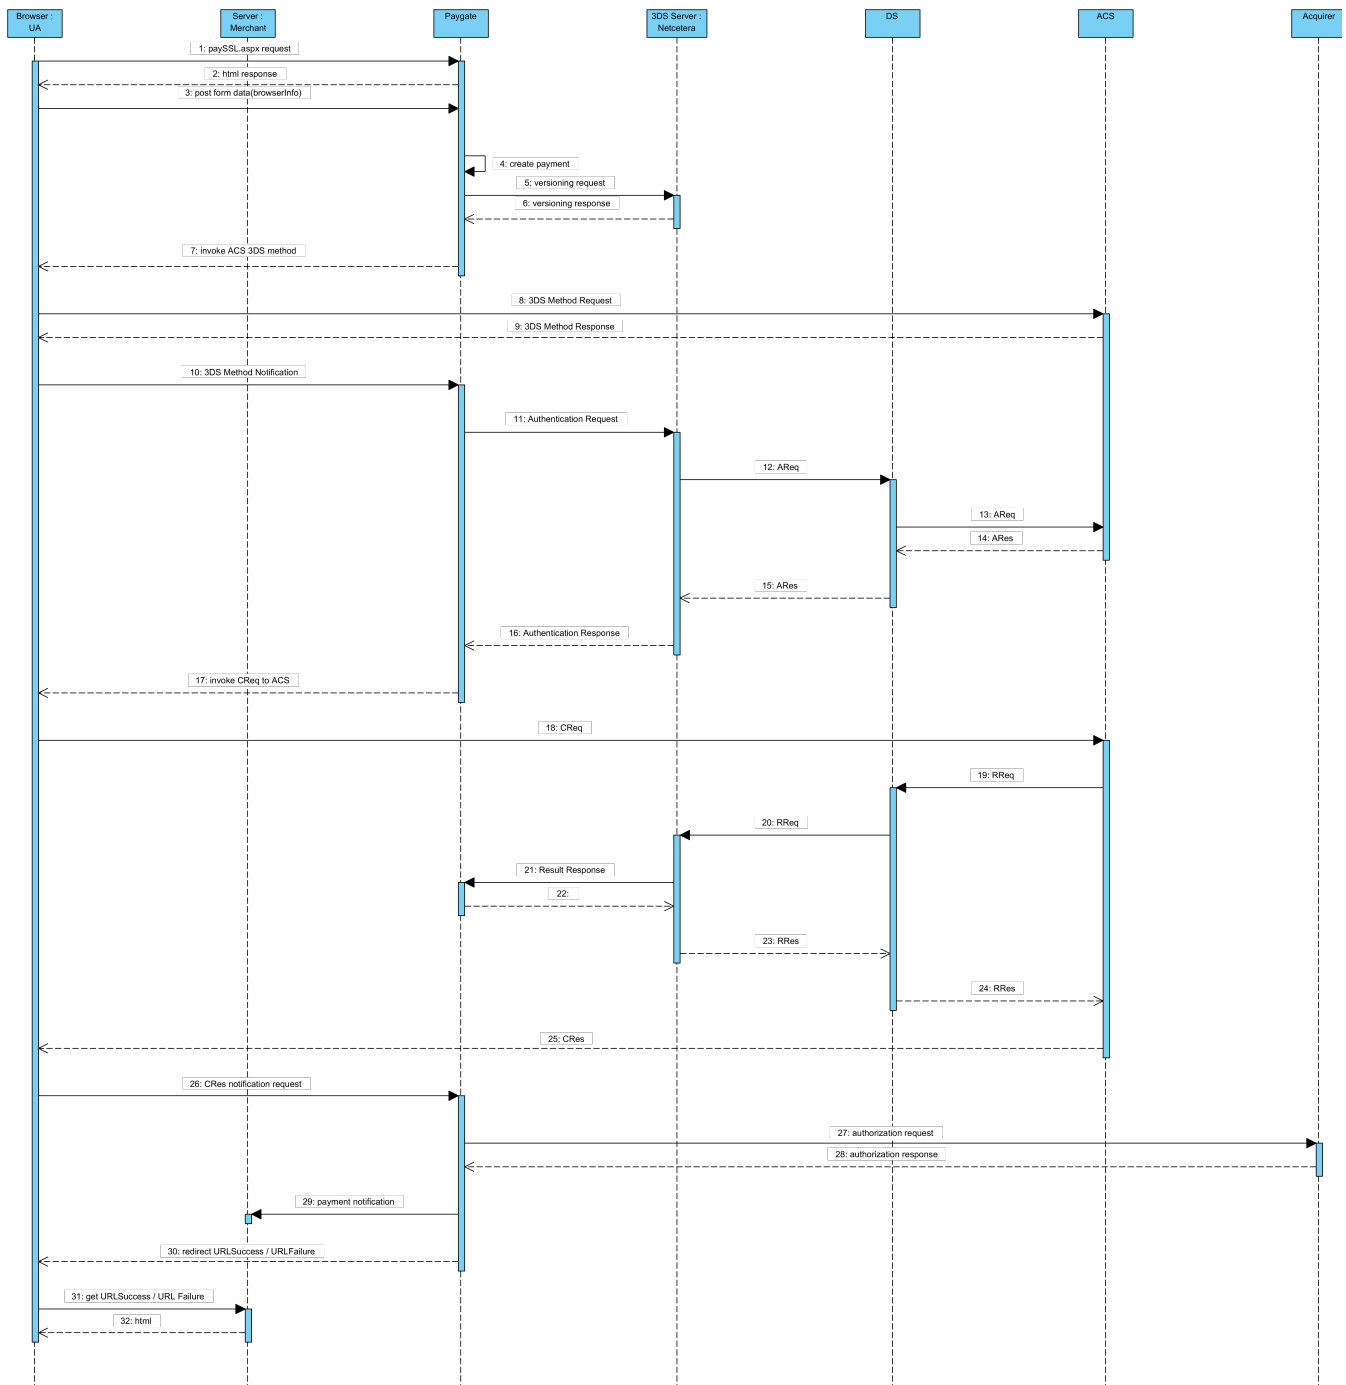 Browser :
UA
Server :
Merchant
Paygate
3DS Server :
Netcetera
DS
ACS
Acquirer
1: paySSL.aspx request
2: html response
3: post form data(browserInfo)
4: create payment
5: versioning request
6: versioning response
7: invoke ACS 3DS method
8: 3DS Method Request
9: 3DS Method Response
10: 3DS Method Notification
11: Authentication Request
12: AReq
13: AReq
14: ARes
15: ARes
16: Authentication Response
17: invoke CReq to ACS
18: CReq
19: RReq
20: RReq
21: Result Response
22:
23: RRes
24: RRes
25: CRes
26: CRes notification request
27: authorization request
28: authorization response
29: payment notification
30: redirect URLSuccess / URLFailure
31: get URLSuccess / URL Failure
32: html